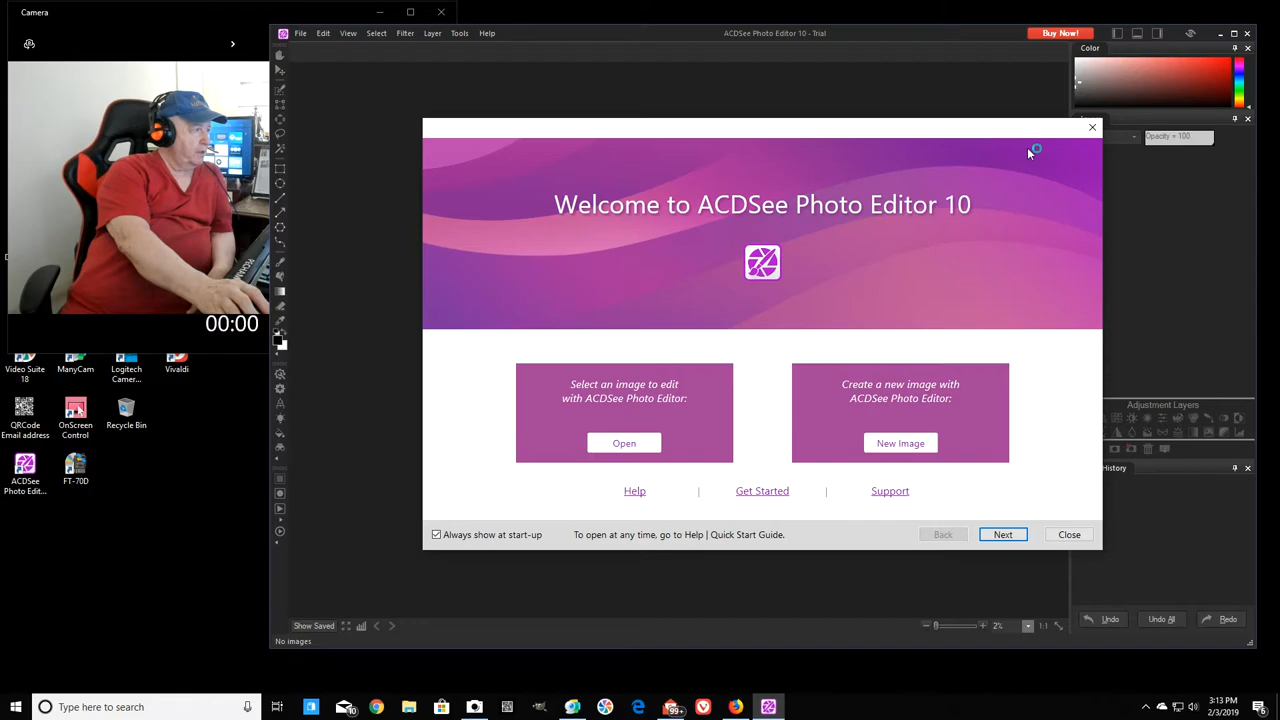 Camera
File Edit View Select Filter Layer Tools Help
ACDSee Photo Editor 10 - Trial
Buy Now!
Color
Opacity = 100
Welcome to ACDSee Photo Editor 10
Select an image to edit
with ACDSee Photo Editor:
Open
Create a new image with
ACDSee Photo Editor:
New Image
Help | Get Started | Support
Always show at start-up
To open at any time, go to Help | Quick Start Guide.
Back Next Close
00:00
Video Suite
18
ManyCam
Logitech
Camer...
Vivaldi
QRCode
Email address
OnScreen
Control
Recycle Bin
ACDSee
Photo Edit...
FT-70D
Adjustment Layers
History
Show Saved
2%
1:1
Undo Undo All Redo
No images
Type here to search
10
99+
3:13 PM
2/3/2019
6